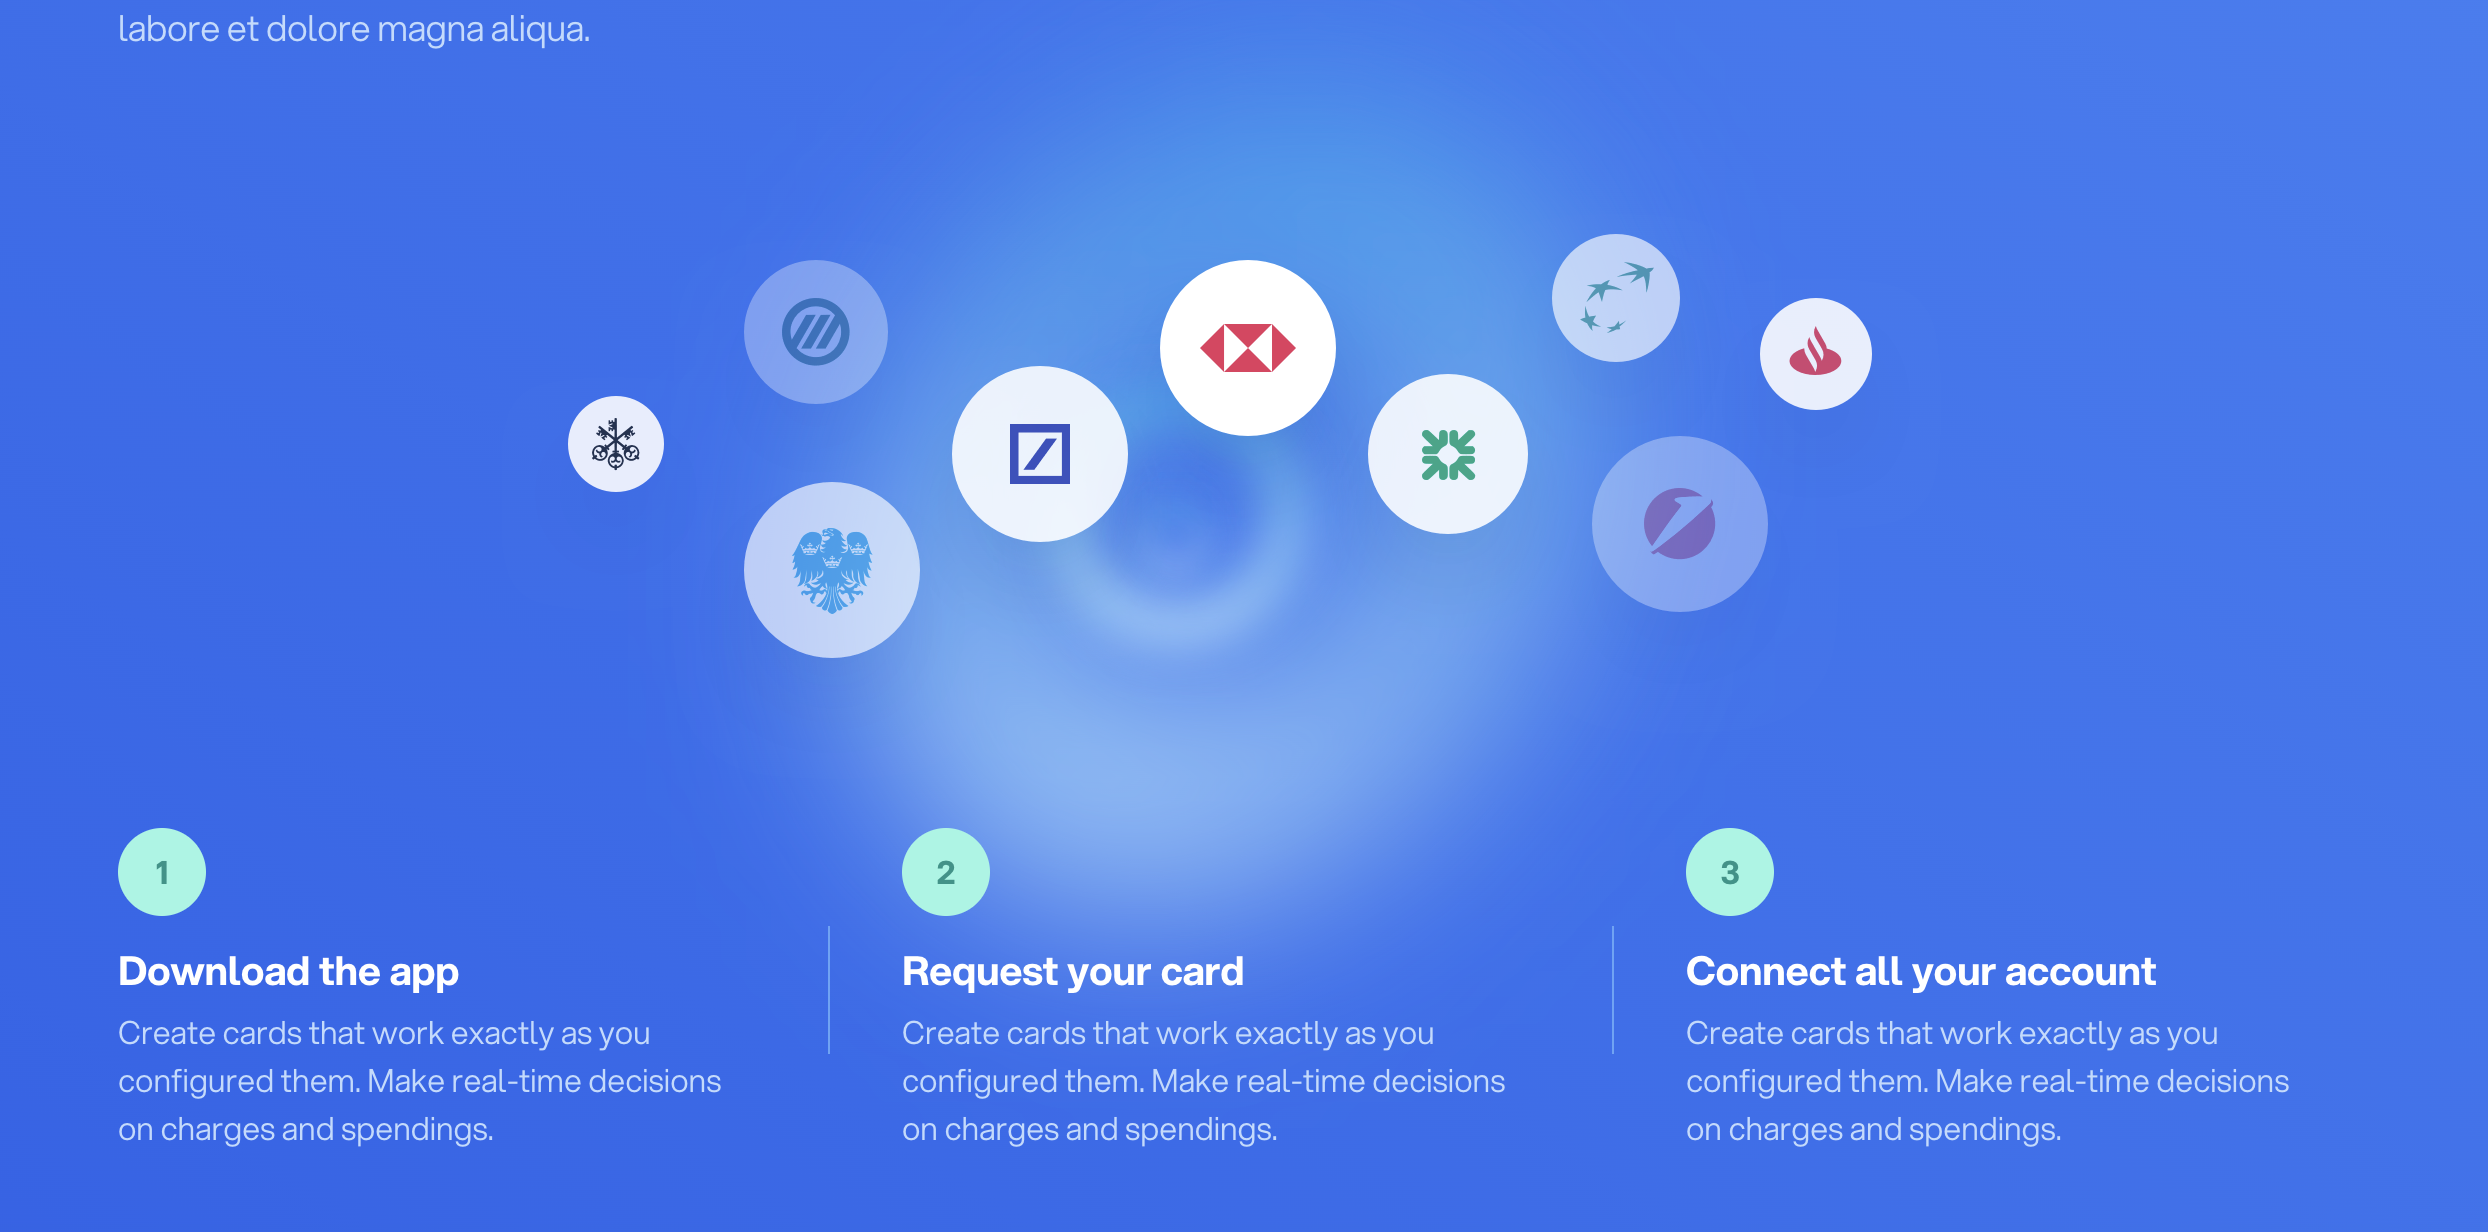 labore et dolore magna aliqua.
1
Download the app
Create cards that work exactly as you
configured them. Make real-time decisions
on charges and spendings.
2
Request your card
Create cards that work exactly as you
configured them. Make real-time decisions
on charges and spendings.
3
Connect all your account
Create cards that work exactly as you
configured them. Make real-time decisions
on charges and spendings.